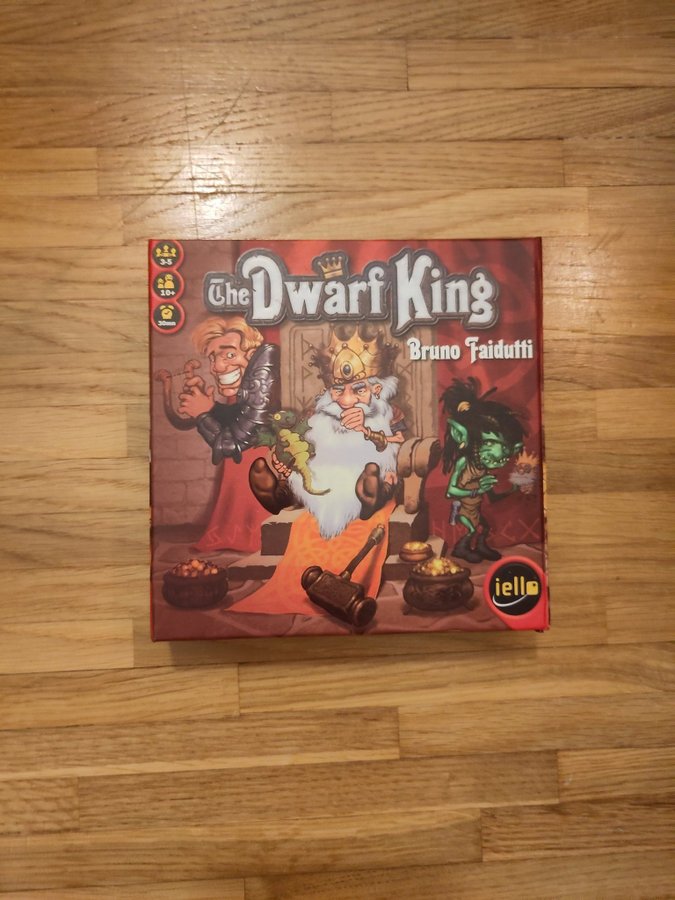 3-5
10+
30mn
The Dwarf King
Bruno Faidutti
iello